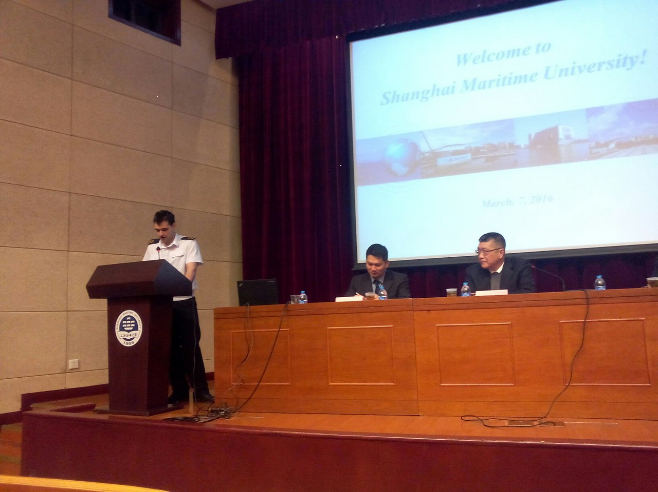 Welcome to
Shanghai Maritime University!
March. 7, 2016